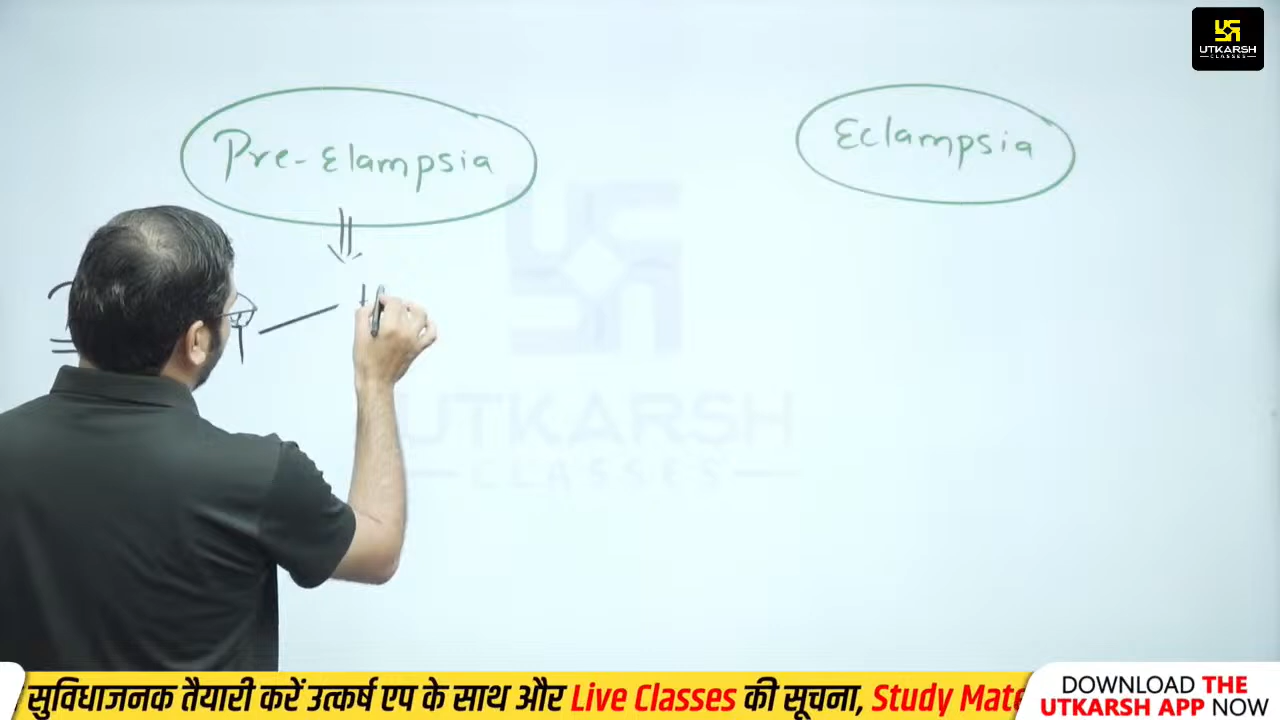 UTKARSH
CLASSES
Pre-Elampsia
Eclampsia
UTKARSH
CLASSES
सुविधाजनक तैयारी करें उत्कर्ष एप के साथ और Live Classes की सूचना, Study Mate
DOWNLOAD THE
UTKARSH APP NOW